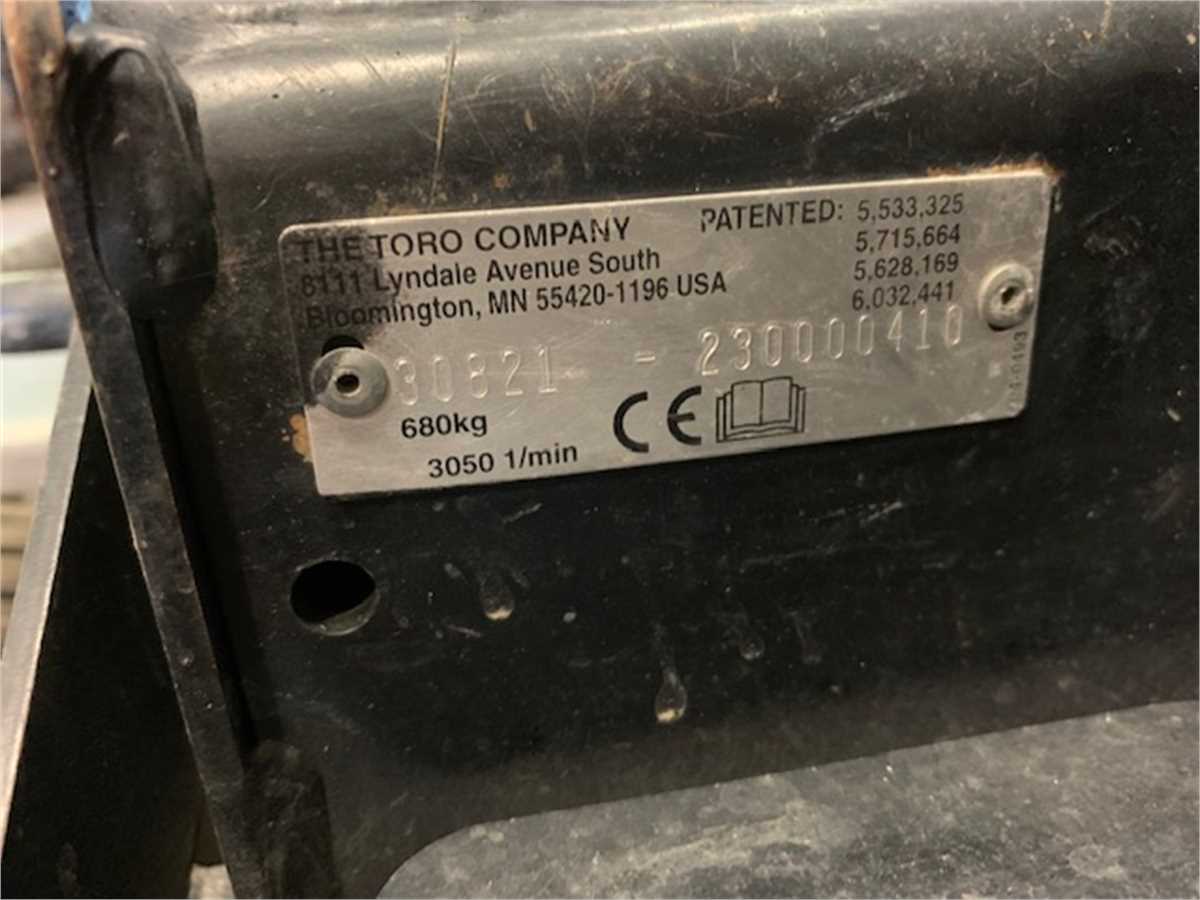 THE TORO COMPANY
8111 Lyndale Avenue South
Bloomington, MN 55420-1196 USA
PATENTED: 5,533,325
5,715,664
5,628,169
6,032,441
30821 - 230000410
680kg
3050 1/min
CE